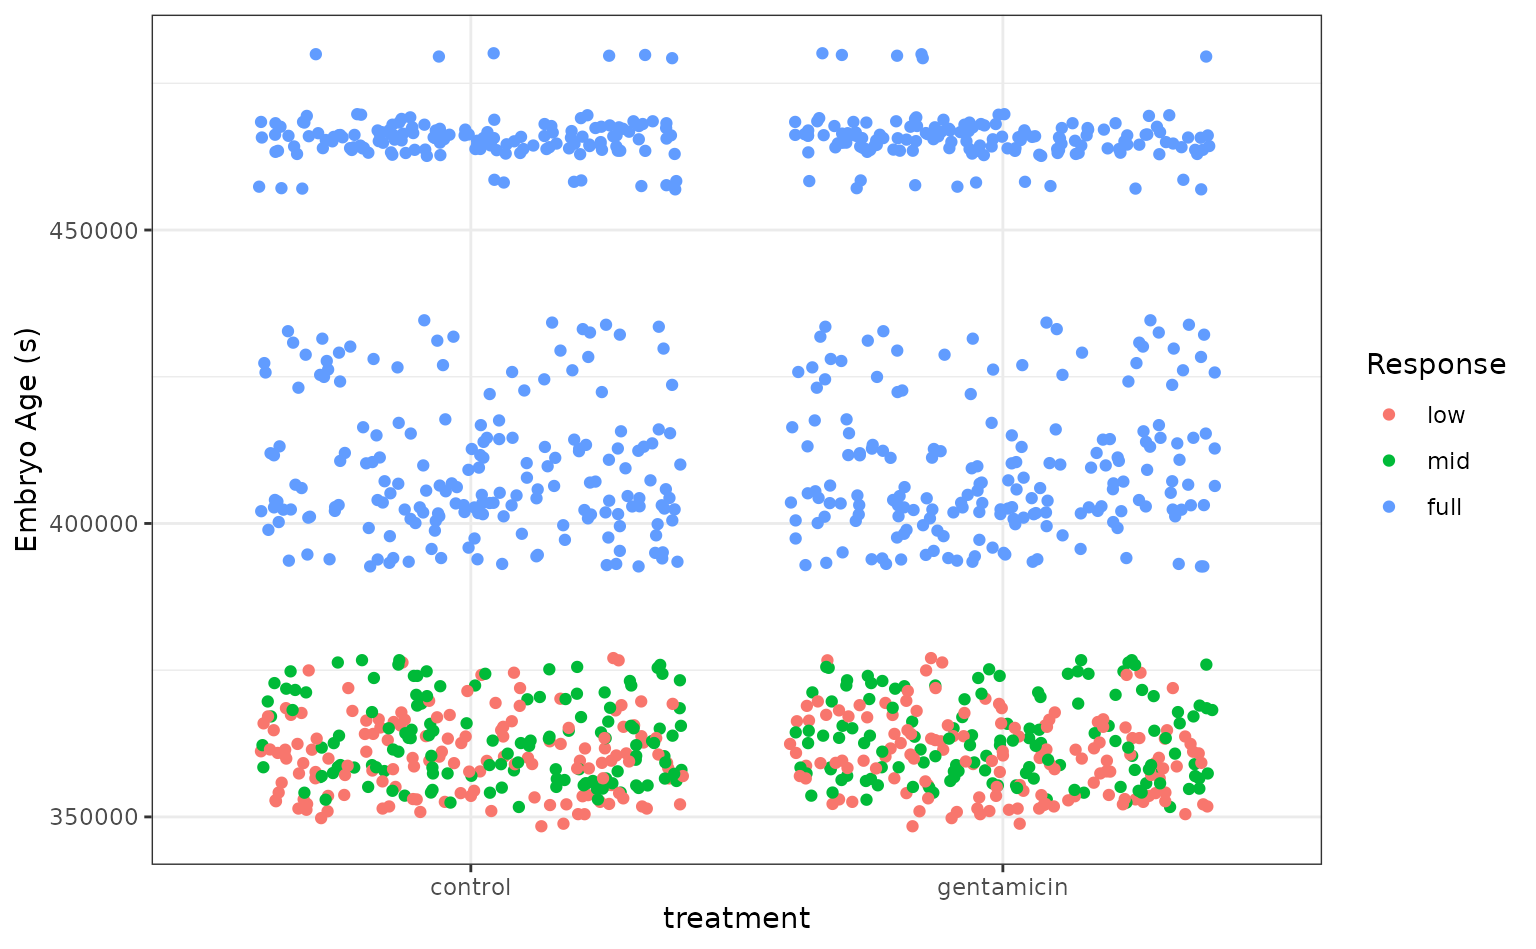 Embryo Age (s)
450000
400000
350000
control
gentamicin
treatment
Response
low
mid
full